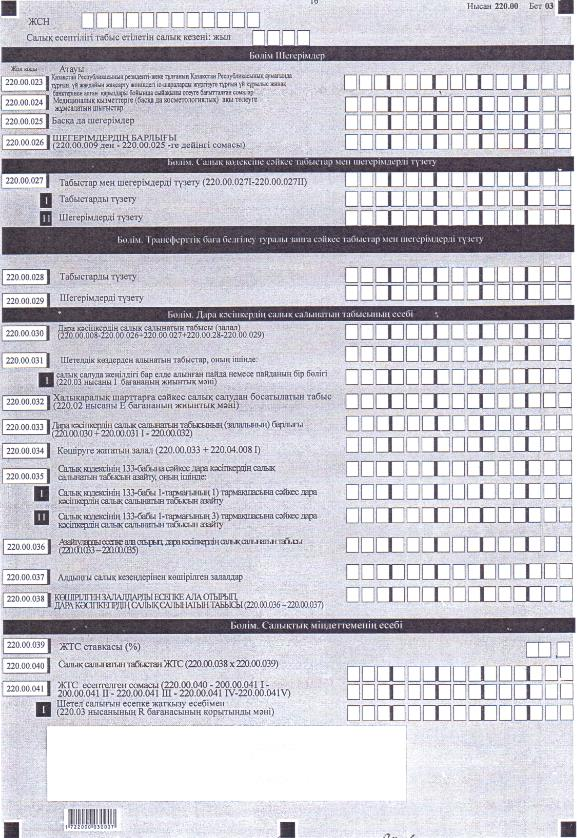 16
Нысан 220.00 Бет 03
ЖСН
Салық есептілігі табыс етілетін салық кезеңі: жыл
Бөлім Шегерімдер
Жол коды Атауы
220.00.023 Қазақстан Республикасының резиденті-жеке тұлғаның Қазақстан Республикасының аумағында
тұрғын үй жағдайын жақсарту жөніндегі іс-шараларды жүргізуге тұрғын үй құрылыс жинақ
банктерінен алған қарыздары бойынша сыйақыны өтеуге бағытталған сомалар
220.00.024 Медициналық қызметтерге (басқа да косметологиялық) ақы төлеуге
жұмсалатын шығыстар
220.00.025 Басқа да шегерімдер
220.00.026 ШЕГЕРІМДЕРДІҢ БАРЛЫҒЫ
(220.00.009 ден - 220.00.025 -ге дейінгі сомасы)
Бөлім. Салық кодексіне сәйкес табыстар мен шегерімдерді түзету
220.00.027 Табыстар мен шегерімдерді түзету (220.00.027I-220.00.027II)
I Табыстарды түзету
II Шегерімдерді түзету
Бөлім. Трансферттік баға белгілеу туралы заңға сәйкес табыстар мен шегерімдерді түзету
220.00.028 Табыстарды түзету
220.00.029 Шегерімдерді түзету
Бөлім. Дара кәсіпкердің салық салынатын табысының есебі
220.00.030 Дара кәсіпкердің салық салынатын табысы (залал)
(220.00.008-220.00.026+220.00.027+220.00.28-220.00.029)
220.00.031 Шетелдік көздерден алынатын табыстар, оның ішінде:
I салық салуда жеңілдігі бар елде алынған пайда немесе пайданың бір бөлігі
(220.03 нысаны 1 бағананың жиынтық мәні)
220.00.032 Халықаралық шарттарға сәйкес салық салудан босатылатын табыс
(220.02 нысаны Е бағананың жиынтық мәні)
220.00.033 Дара кәсіпкердің салық салынатын табысының (залалының) барлығы
(220.00.030 + 220.00.031 I - 220.00.032)
220.00.034 Көшіруге жататын залал (220.00.033 + 220.04.008 I)
220.00.035 Салық кодексінің 133-бабына сәйкес дара кәсіпкердің салық
салынатын табысын азайту, оның ішінде:
I Салық кодексінің 133-бабы 1-тармағының 1) тармақшасына сәйкес дара
кәсіпкердің салық салынатын табысын азайту
II Салық кодексінің 133-бабы 1-тармағының 3) тармақшасына сәйкес дара
кәсіпкердің салық салынатын табысын азайту
220.00.036 Азайтуларды есепке ала отырып, дара кәсіпкердің салық салынатын табысы
(220.00.033 – 220.00.035)
220.00.037 Алдыңғы салық кезеңдерінен көшірілген залалдар
220.00.038 КӨШІРІЛГЕН ЗАЛАЛДАРДЫ ЕСЕПКЕ АЛА ОТЫРЫП,
ДАРА КӘСІПКЕРДІҢ САЛЫҚ САЛЫНАТЫН ТАБЫСЫ (220.00.036 – 220.00.037)
Бөлім. Салықтық міндеттеменің есебі
220.00.039 ЖТС ставкасы (%)
220.00.040 Салық салынатын табыстан ЖТС (220.00.038 х 220.00.039)
220.00.041 ЖТС есептелген сомасы (220.00.040 - 200.00.041 I -
200.00.041 II - 220.00.041 III - 220.00.041 IV-220.00.041V)
I Шетел салығын есепке жатқызу есебімен
(220.03 нысанының R бағанасының қорытынды мәні)